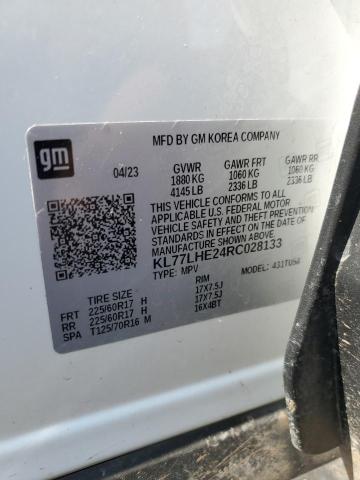 gm
MFD BY GM KOREA COMPANY
04/23
GVWR GAWR FRT GAWR RR
1880 KG 1060 KG 1060 KG
4145 LB 2336 LB 2336 LB
THIS VEHICLE CONFORMS TO ALL
APPLICABLE U.S. FEDERAL MOTOR
VEHICLE SAFETY AND THEFT
PREVENTION STANDARDS IN EFFECT
ON THE DATE OF MANUFACTURE
SHOWN ABOVE.
KL77LHE24RC028133
TYPE: MPV MODEL:
TIRE SIZE RIM
FRT 225/60R17 H 17X7.5J
RR 225/60R17 H 17X7.5J
SPA T125/70R16 M 16X4BT